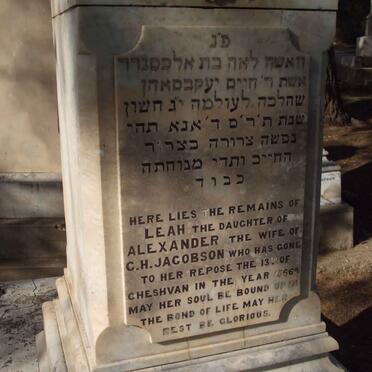 פ״נ
האשה לאה בת אלכסנדר
אשת ר׳ חיים יעקבסאהן
שהלכה לעולמה י״ג חשון
שנת תר״ס ד׳ אנא תהי
נפשה צרורה בצרור
החיים ותהי מנוחתה
כבוד
HERE LIES THE REMAINS OF
LEAH THE DAUGHTER OF
ALEXANDER THE WIFE OF
C.H. JACOBSON WHO HAS GONE
TO HER REPOSE THE 13 OF
CHESHVAN IN THE YEAR 5660
MAY HER SOUL BE BOUND UP IN
THE BOND OF LIFE MAY HER
REST BE GLORIOUS.